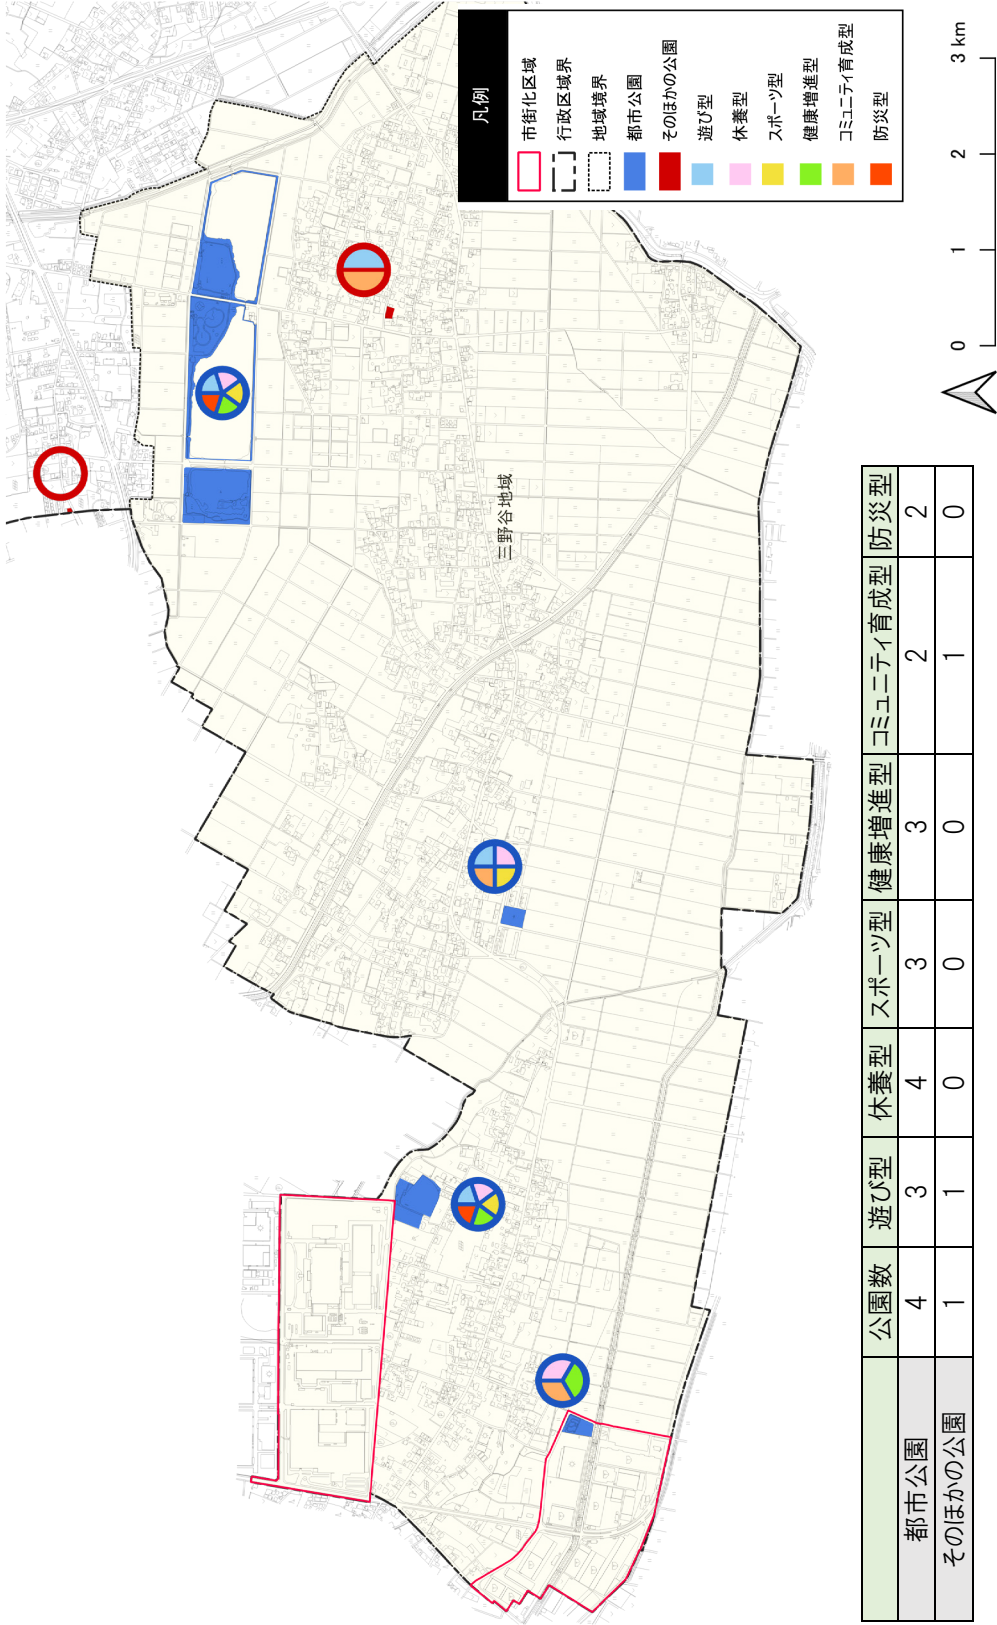 凡例
市街化区域
行政区域界
地域境界
都市公園
そのほかの公園
遊び型
休養型
スポーツ型
健康増進型
コミュニティ育成型
防災型
0 1 2 3 km
三野谷地域
公園数 遊び型 休養型 スポーツ型 健康増進型 コミュニティ育成型 防災型
都市公園 4 3 4 3 3 2 2
そのほかの公園 1 1 0 0 0 1 0